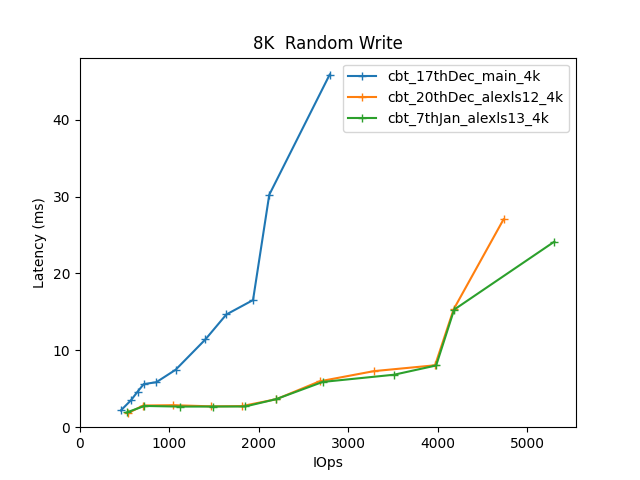 8K  Random Write
cbt_17thDec_main_4k
cbt_20thDec_alexls12_4k
cbt_7thJan_alexls13_4k
Latency (ms)
40
30
20
10
0
0 1000 2000 3000 4000 5000
IOps